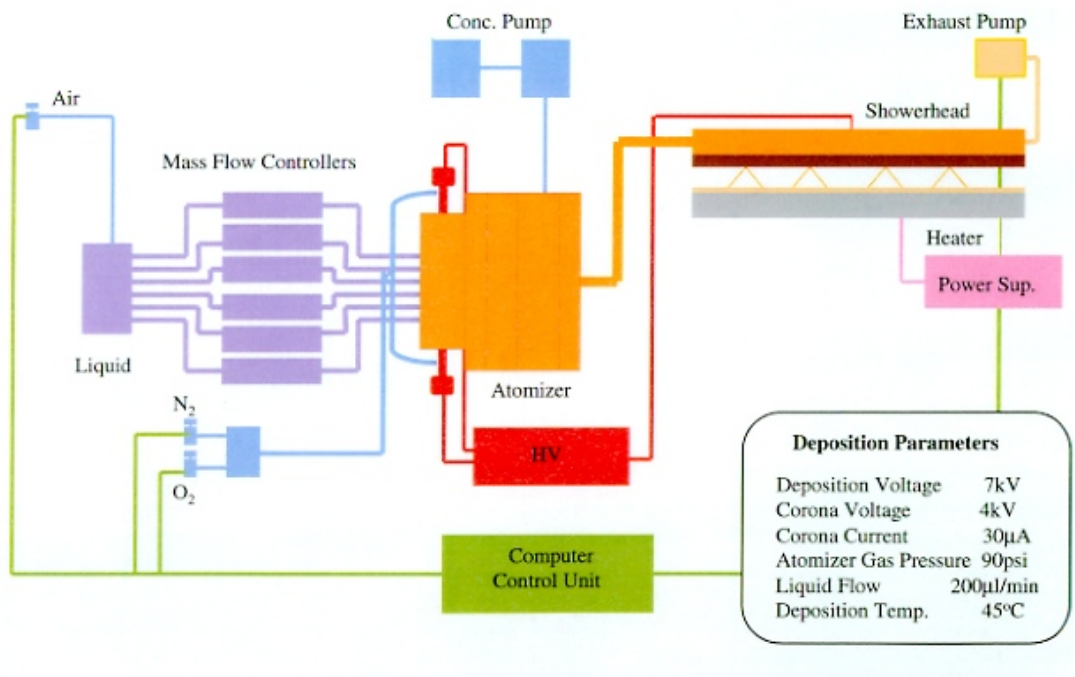 Conc. Pump
Exhaust Pump
Air
Showerhead
Mass Flow Controllers
Heater
Power Sup.
Liquid
Atomizer
N₂
HV
O₂
Computer
Control Unit
Deposition Parameters
Deposition Voltage 7kV
Corona Voltage 4kV
Corona Current 30μA
Atomizer Gas Pressure 90psi
Liquid Flow 200μl/min
Deposition Temp. 45°C